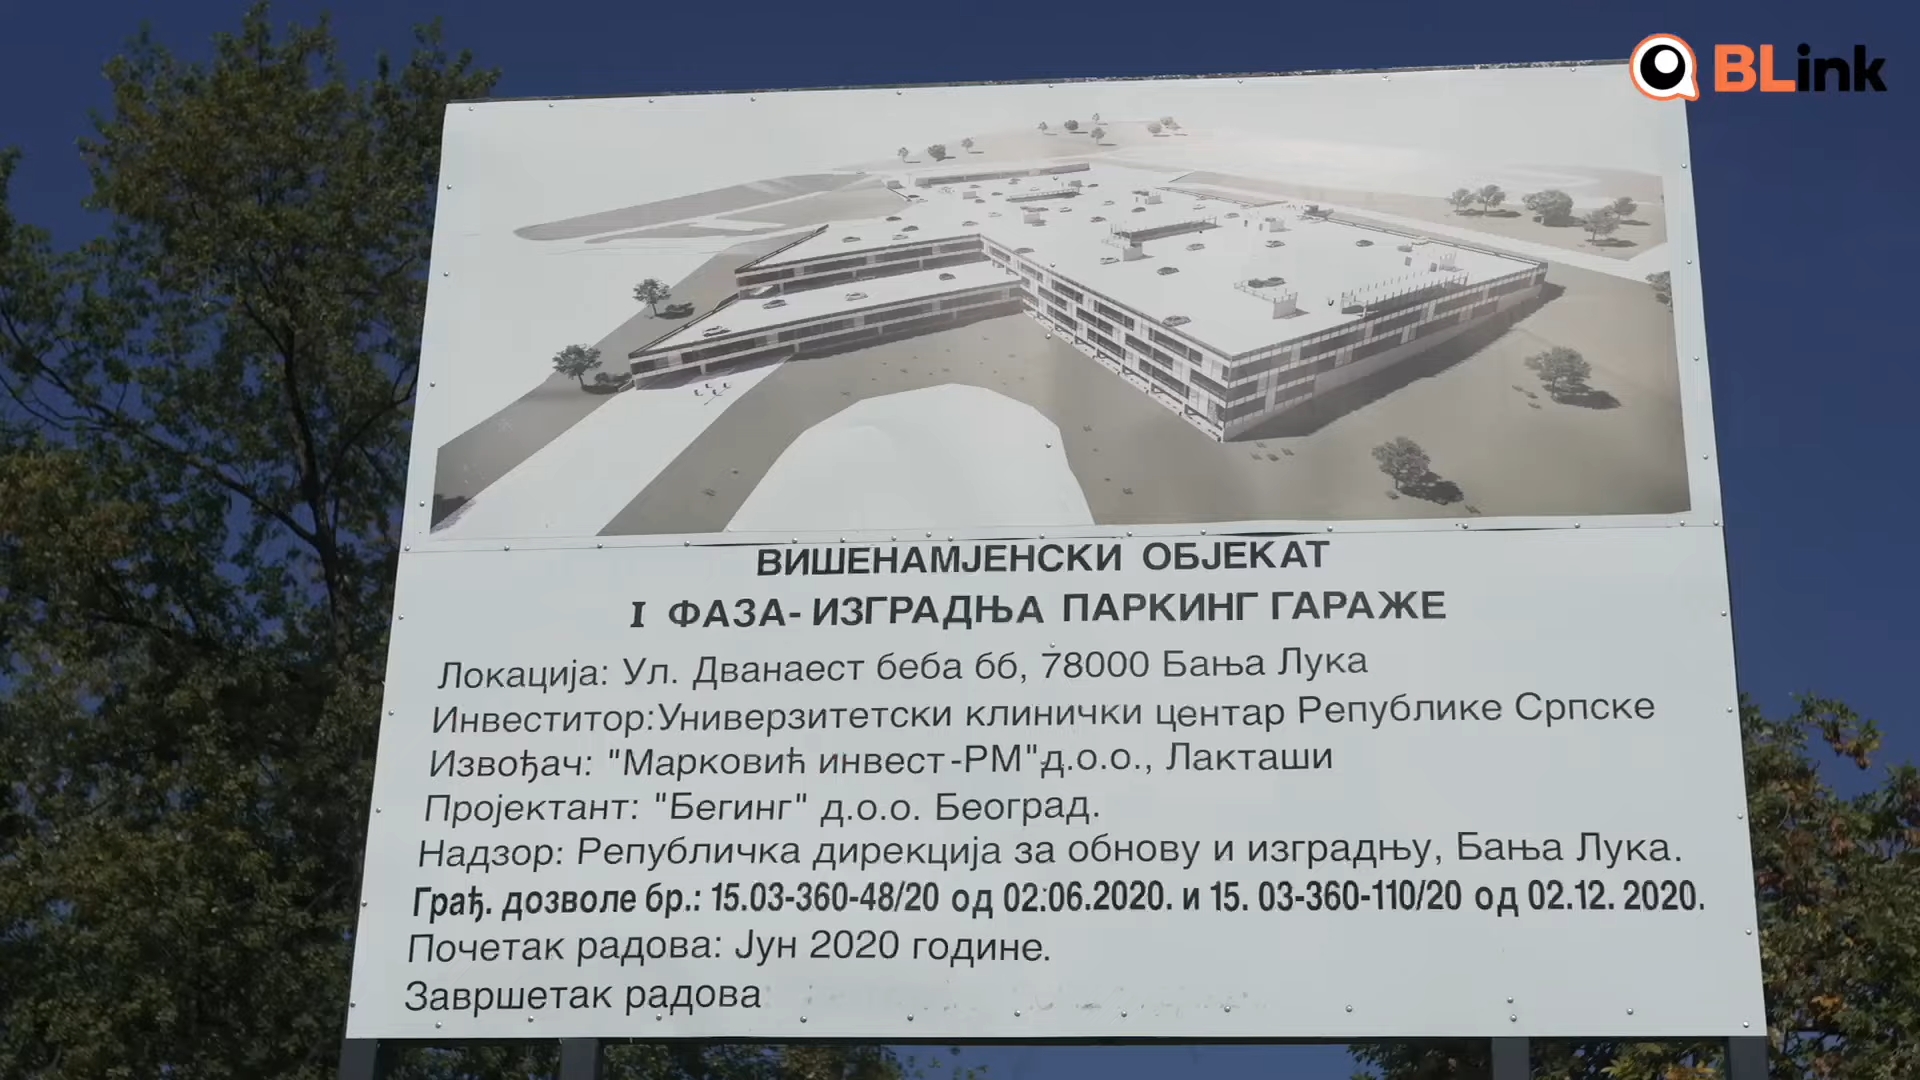 BLink
ВИШЕНАМЈЕНСКИ ОБЈЕКАТ
I ФАЗА- ИЗГРАДЊА ПАРКИНГ ГАРАЖЕ
Локација: Ул. Дванаест беба бб, 78000 Бања Лука
Инвеститор:Универзитетски клинички центар Републике Српске
Извођач: "Марковић инвест-РМ"д.о.о., Лакташи
Пројектант: "Бегинг" д.о.о. Београд.
Надзор: Републичка дирекција за обнову и изградњу, Бања Лука.
Грађ. дозволе бр.: 15.03-360-48/20 од 02.06.2020. и 15. 03-360-110/20 од 02.12. 2020.
Почетак радова: Јун 2020 године.
Завршетак радова